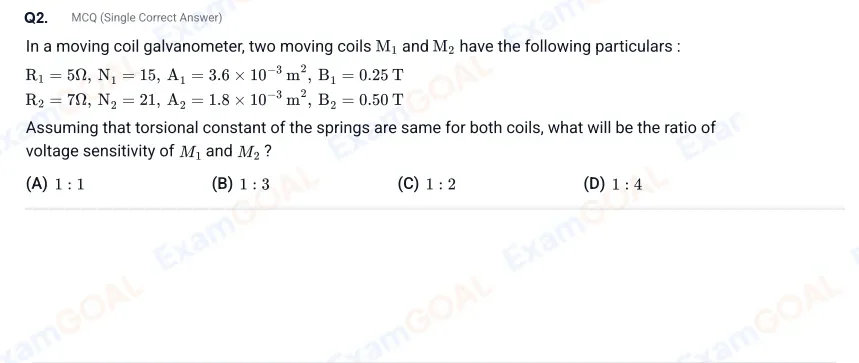 Q2. MCQ (Single Correct Answer)
In a moving coil galvanometer, two moving coils M₁ and M₂ have the following particulars :
R₁ = 5Ω, N₁ = 15, A₁ = 3.6 × 10⁻³ m², B₁ = 0.25 T
R₂ = 7Ω, N₂ = 21, A₂ = 1.8 × 10⁻³ m², B₂ = 0.50 T
Assuming that torsional constant of the springs are same for both coils, what will be the ratio of
voltage sensitivity of M₁ and M₂ ?
(A) 1 : 1 (B) 1 : 3 (C) 1 : 2 (D) 1 : 4
ExamGOAL ExamGOAL